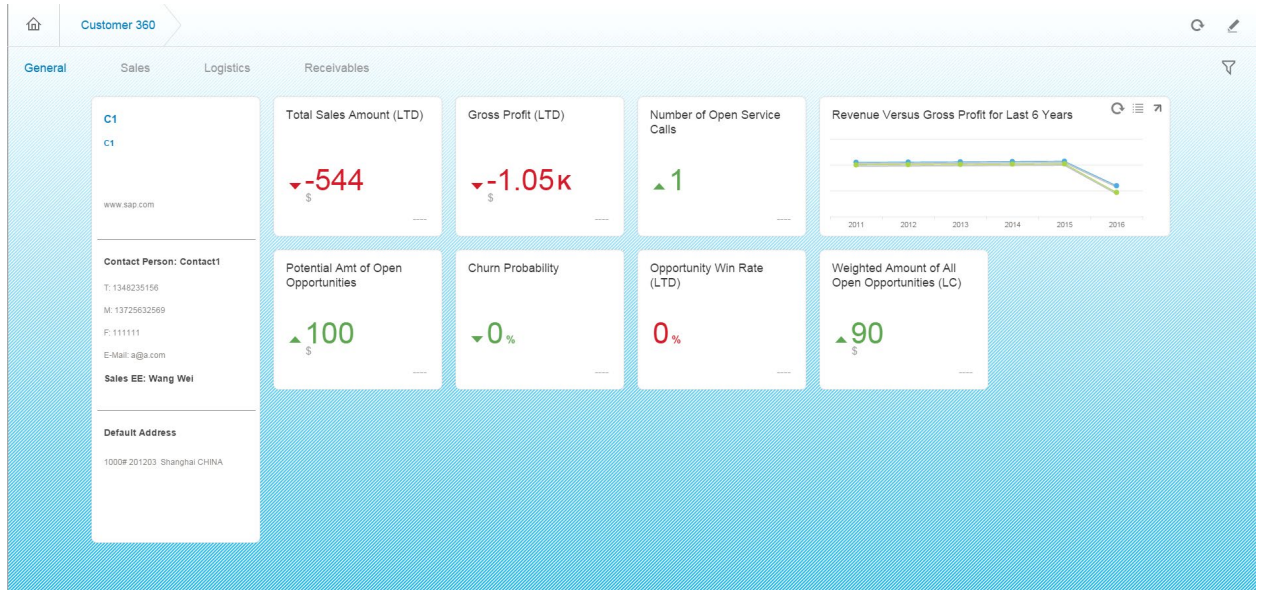 Customer 360
General
Sales
Logistics
Receivables
C1
C1
www.sap.com
Contact Person: Contact1
T: 1348235156
M: 13725632569
F: 111111
E-Mail: a@a.com
Sales EE: Wang Wei
Default Address
1000# 201203 Shanghai CHINA
Total Sales Amount (LTD)
-544
$
----
Gross Profit (LTD)
-1.05K
$
----
Number of Open Service
Calls
1
----
Revenue Versus Gross Profit for Last 6 Years
2011 2012 2013 2014 2015 2016
Potential Amt of Open
Opportunities
100
$
----
Churn Probability
0 %
----
Opportunity Win Rate
(LTD)
0 %
----
Weighted Amount of All
Open Opportunities (LC)
90
$
----